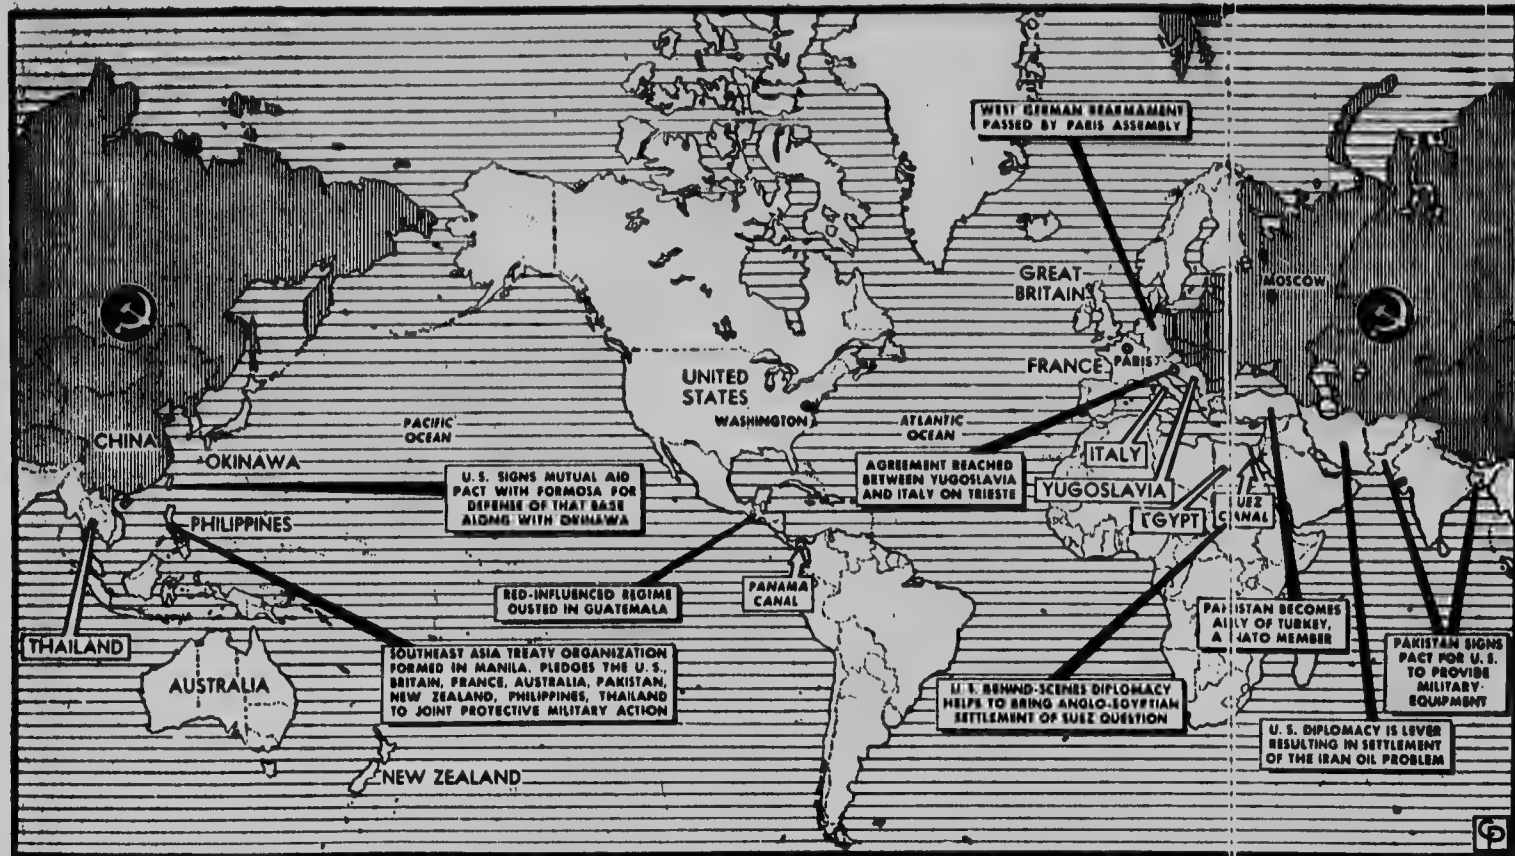 WEST GERMAN REARMAMENT
PASSED BY PARIS ASSEMBLY
GREAT
BRITAIN
MOSCOW
FRANCE
PARIS
UNITED
STATES
WASHINGTON
PACIFIC
OCEAN
ATLANTIC
OCEAN
CHINA
OKINAWA
PHILIPPINES
THAILAND
AUSTRALIA
NEW ZEALAND
U.S. SIGNS MUTUAL AID
PACT WITH FORMOSA FOR
DEFENSE OF THAT BASE
ALONG WITH OKINAWA
AGREEMENT REACHED
BETWEEN YUGOSLAVIA
AND ITALY ON TRIESTE
ITALY
YUGOSLAVIA
EGYPT
SUEZ
CANAL
RED-INFLUENCED REGIME
OUSTED IN GUATEMALA
PANAMA
CANAL
SOUTHEAST ASIA TREATY ORGANIZATION
FORMED IN MANILA. PLEDGES THE U.S.,
BRITAIN, FRANCE, AUSTRALIA, PAKISTAN,
NEW ZEALAND, PHILIPPINES, THAILAND
TO JOINT PROTECTIVE MILITARY ACTION
U.S. BEHIND-SCENES DIPLOMACY
HELPS TO BRING ANGLO-EGYPTIAN
SETTLEMENT OF SUEZ QUESTION
PAKISTAN BECOMES
ALLY OF TURKEY,
A NATO MEMBER
PAKISTAN SIGNS
PACT FOR U.S.
TO PROVIDE
MILITARY
EQUIPMENT
U.S. DIPLOMACY IS LEVER
RESULTING IN SETTLEMENT
OF THE IRAN OIL PROBLEM
CP